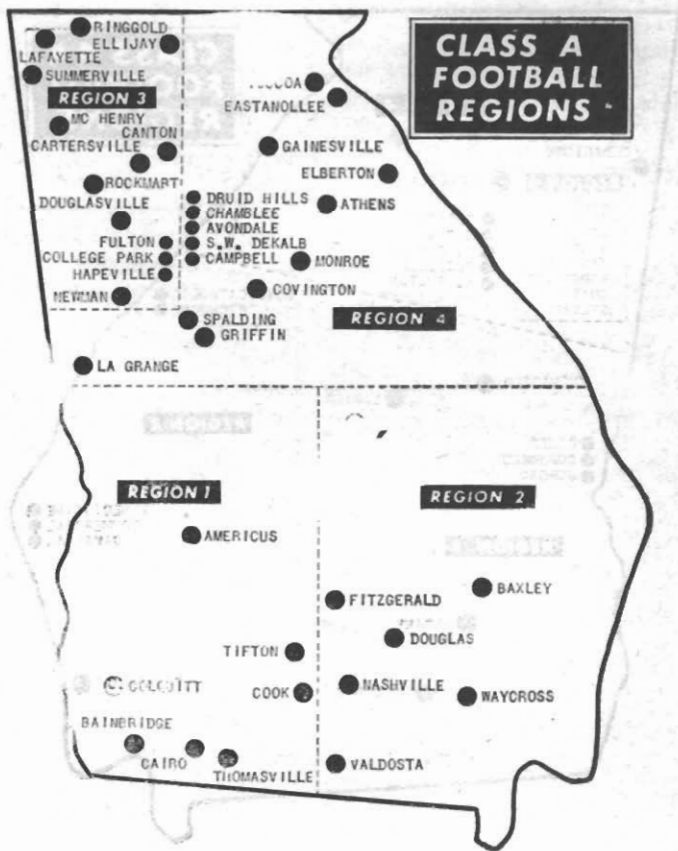 CLASS A
FOOTBALL
REGIONS
RINGGOLD
ELLIJAY
LAFAYETTE
SUMMERVILLE
REGION 3
MC HENRY
CANTON
CARTERSVILLE
ROCKMART
DOUGLASVILLE
FULTON
COLLEGE PARK
HAPEVILLE
NEWMAN
EASTANOLLEE
GAINESVILLE
ELBERTON
DRUID HILLS
CHAMBLEE
ATHENS
AVONDALE
S.W. DEKALB
CAMPBELL
MONROE
COVINGTON
SPALDING
REGION 4
GRIFFIN
LA GRANGE
REGION 1
AMERICUS
TIFTON
COOK
BAINBRIDGE
CAIRO
THOMASVILLE
REGION 2
BAXLEY
FITZGERALD
DOUGLAS
NASHVILLE
WAYCROSS
VALDOSTA